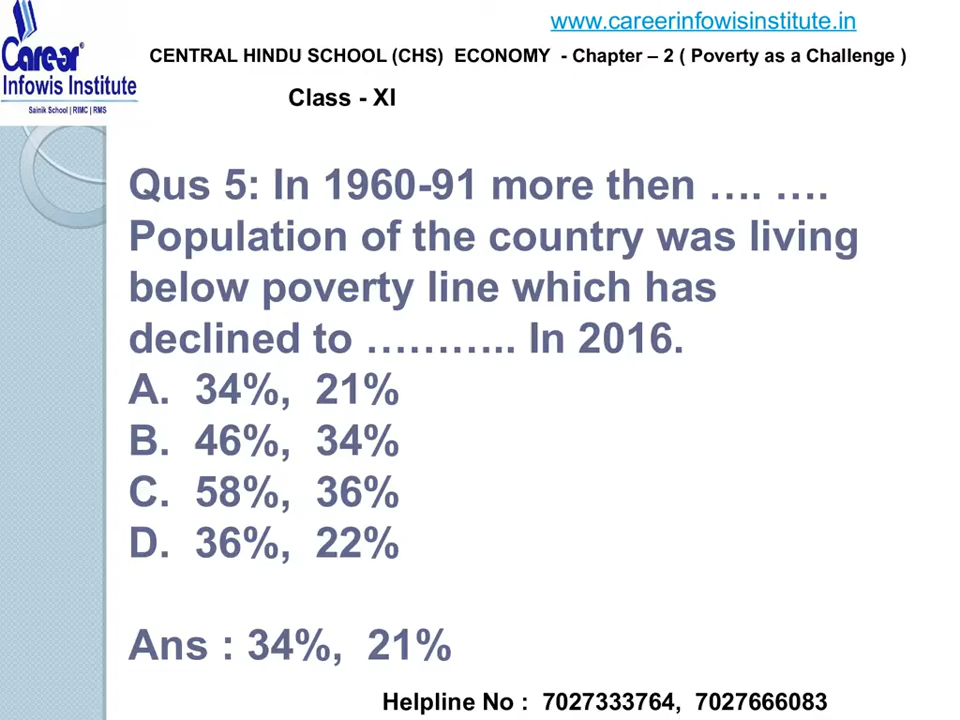 www.careerinfowisinstitute.in
Career®
Infowis Institute
Sainik School | RIMC | RMS
CENTRAL HINDU SCHOOL (CHS) ECONOMY - Chapter – 2 ( Poverty as a Challenge )
Class - XI
Qus 5: In 1960-91 more then …. ….
Population of the country was living
below poverty line which has
declined to ……….. In 2016.
A. 34%, 21%
B. 46%, 34%
C. 58%, 36%
D. 36%, 22%
Ans : 34%, 21%
Helpline No : 7027333764, 7027666083